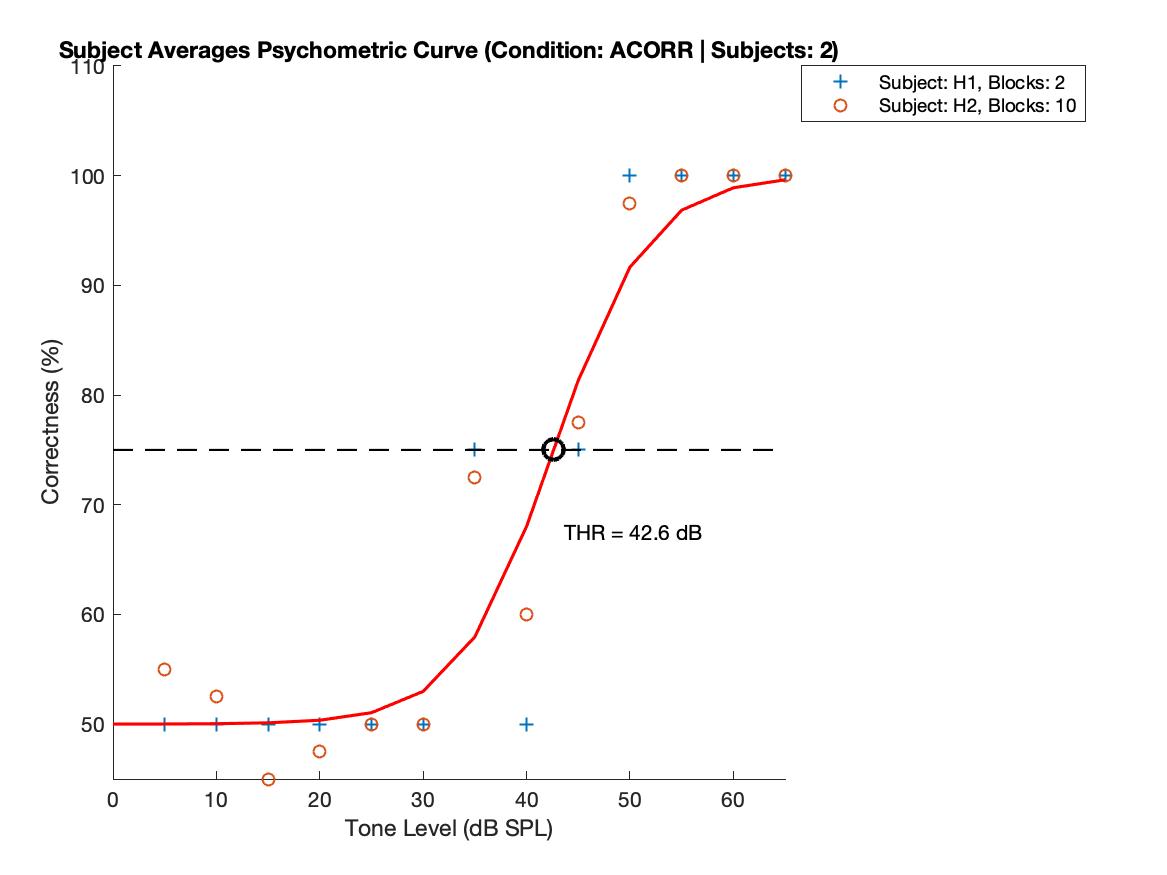 Subject Averages Psychometric Curve (Condition: ACORR | Subjects: 2)
Subject: H1, Blocks: 2
Subject: H2, Blocks: 10
110
100
90
80
70
60
50
Correctness (%)
THR = 42.6 dB
0 10 20 30 40 50 60
Tone Level (dB SPL)